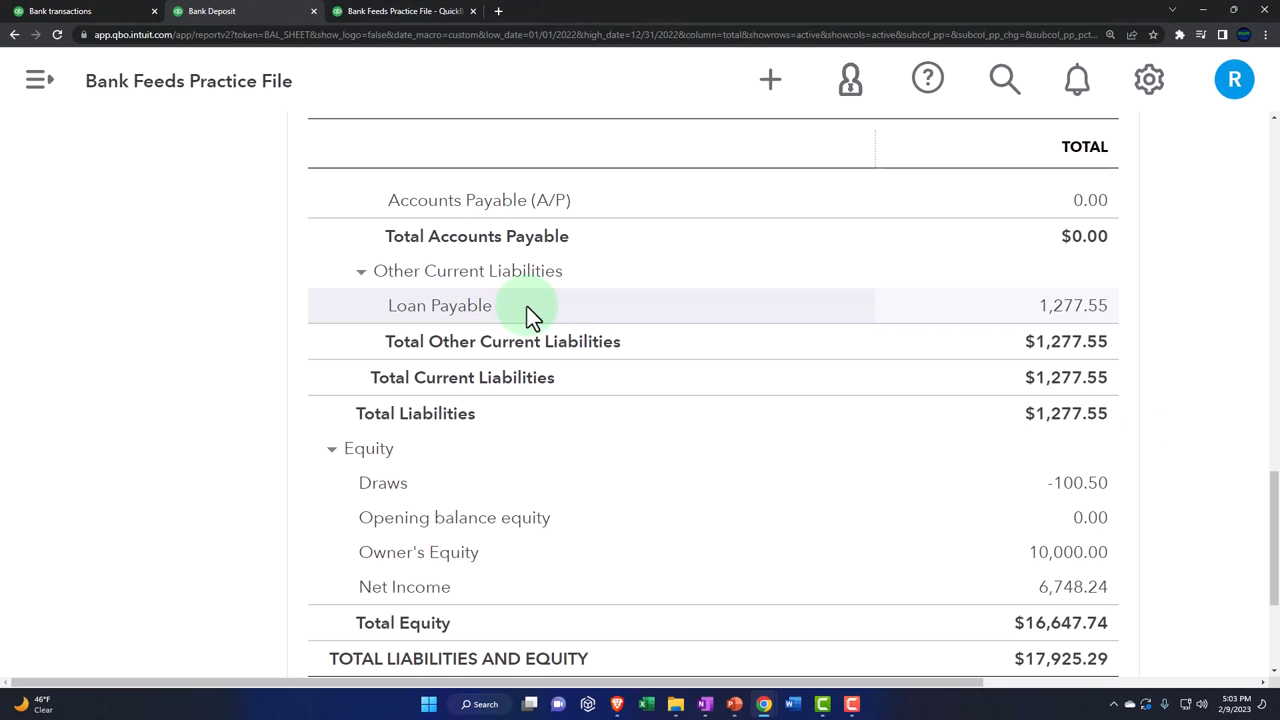 Bank transactions
Bank Deposit
Bank Feeds Practice File - QuickB
app.qbo.intuit.com/app/reportv2?token=BAL_SHEET&show_logo=false&date_macro=custom&low_date=01/01/2022&high_date=12/31/2022&column=total&showrows=active&showcols=active&subcol_pp=&subcol_pp_chg=&subcol_pp_pct...
Bank Feeds Practice File
R
TOTAL
Accounts Payable (A/P) 0.00
Total Accounts Payable $0.00
Other Current Liabilities
Loan Payable 1,277.55
Total Other Current Liabilities $1,277.55
Total Current Liabilities $1,277.55
Total Liabilities $1,277.55
Equity
Draws -100.50
Opening balance equity 0.00
Owner's Equity 10,000.00
Net Income 6,748.24
Total Equity $16,647.74
TOTAL LIABILITIES AND EQUITY $17,925.29
46°F
Clear
Search
5:03 PM
2/9/2023